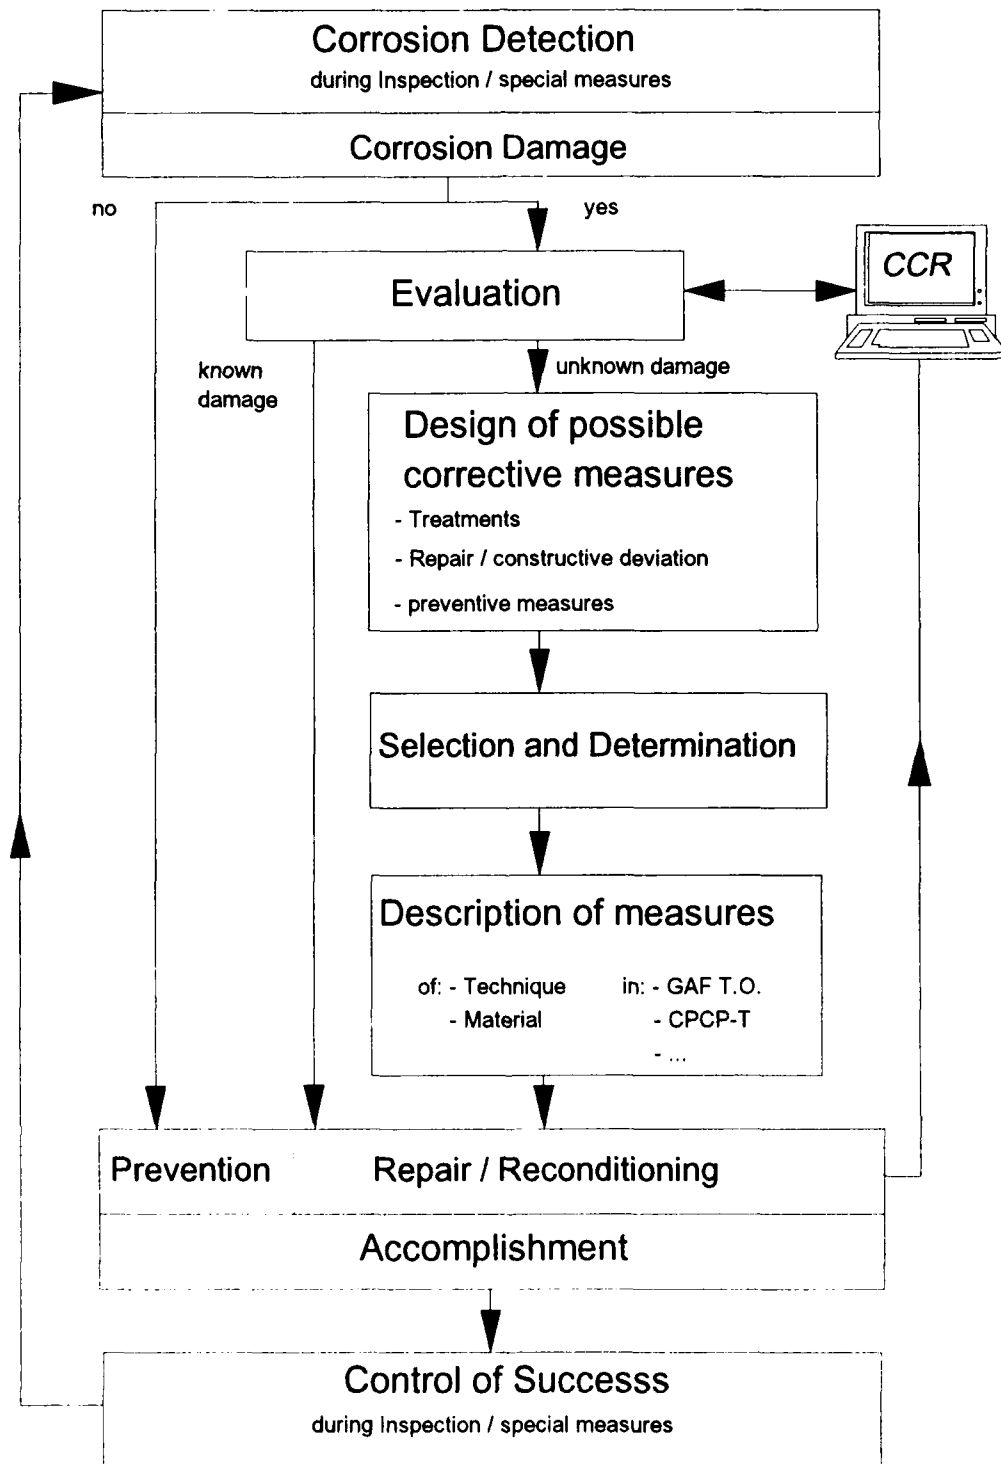 Corrosion Detection
during Inspection / special measures
Corrosion Damage
no
yes
CCR
Evaluation
known
damage
unknown damage
Design of possible
corrective measures
- Treatments
- Repair / constructive deviation
- preventive measures
Selection and Determination
Description of measures
of: - Technique in: - GAF T.O.
- Material - CPCP-T
- ...
Prevention Repair / Reconditioning
Accomplishment
Control of Successs
during Inspection / special measures